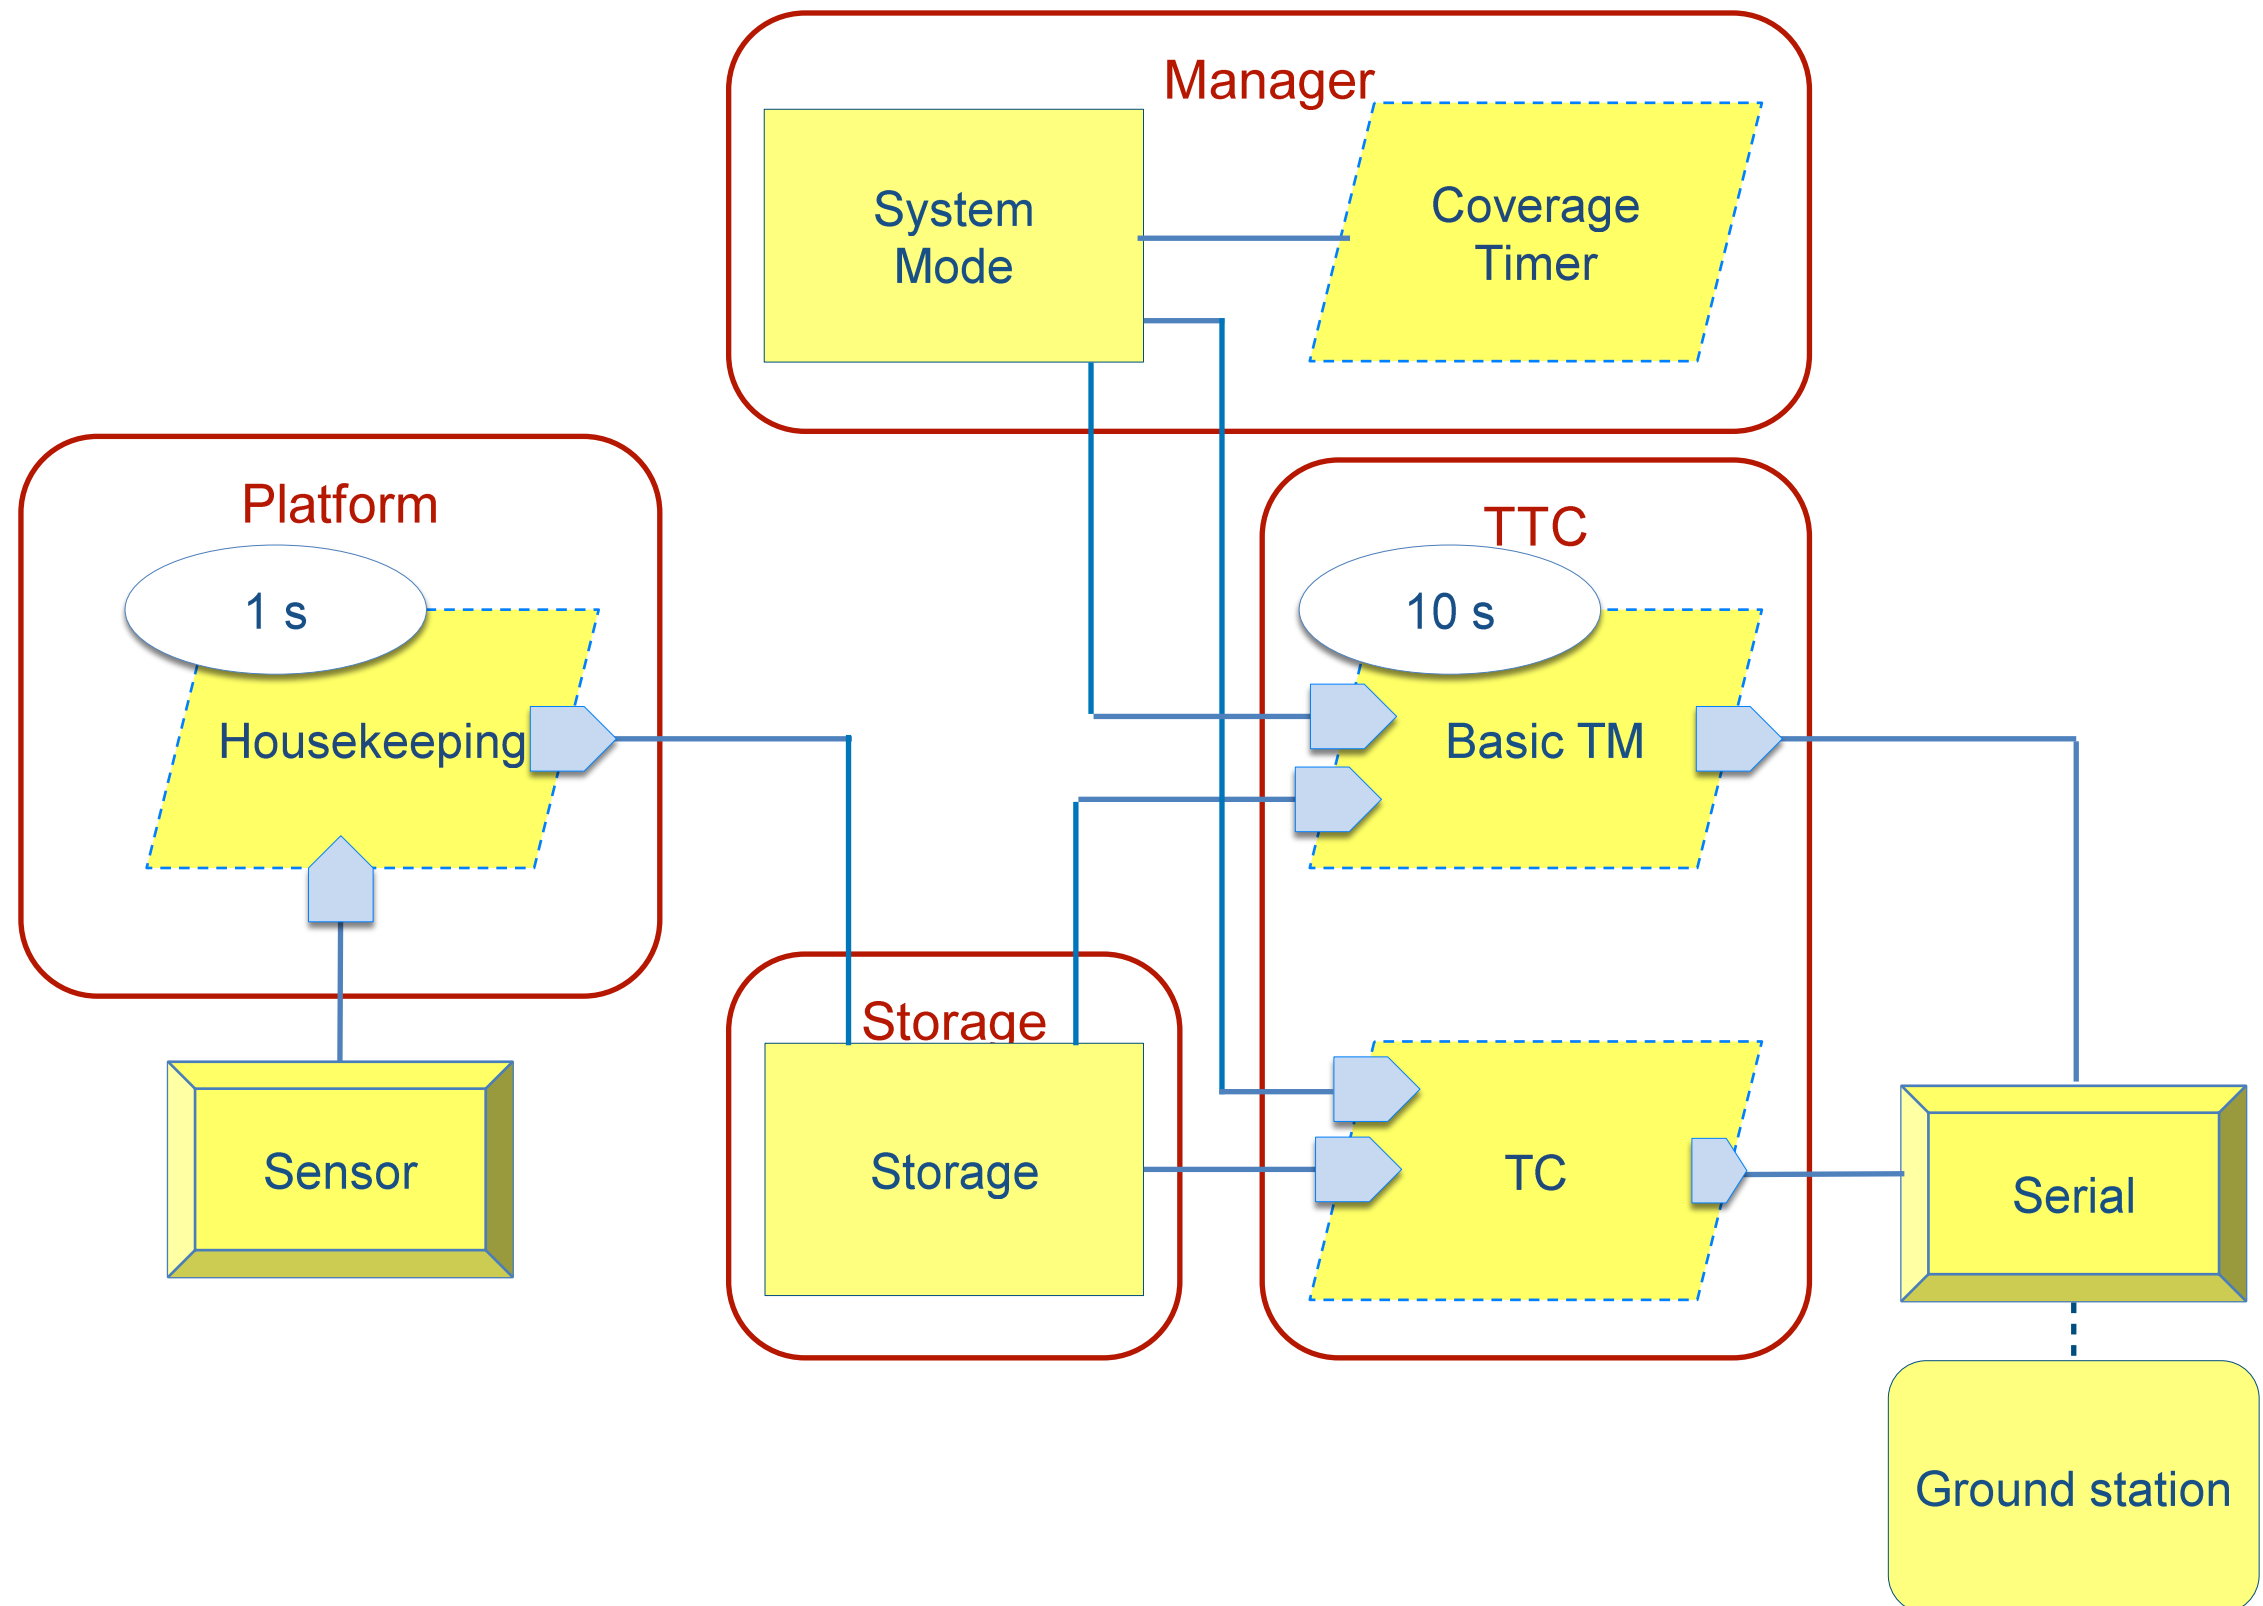 Manager
System
Mode
Coverage
Timer
Platform
1 s
Housekeeping
TTC
10 s
Basic TM
Storage
Storage
TC
Sensor
Serial
Ground station